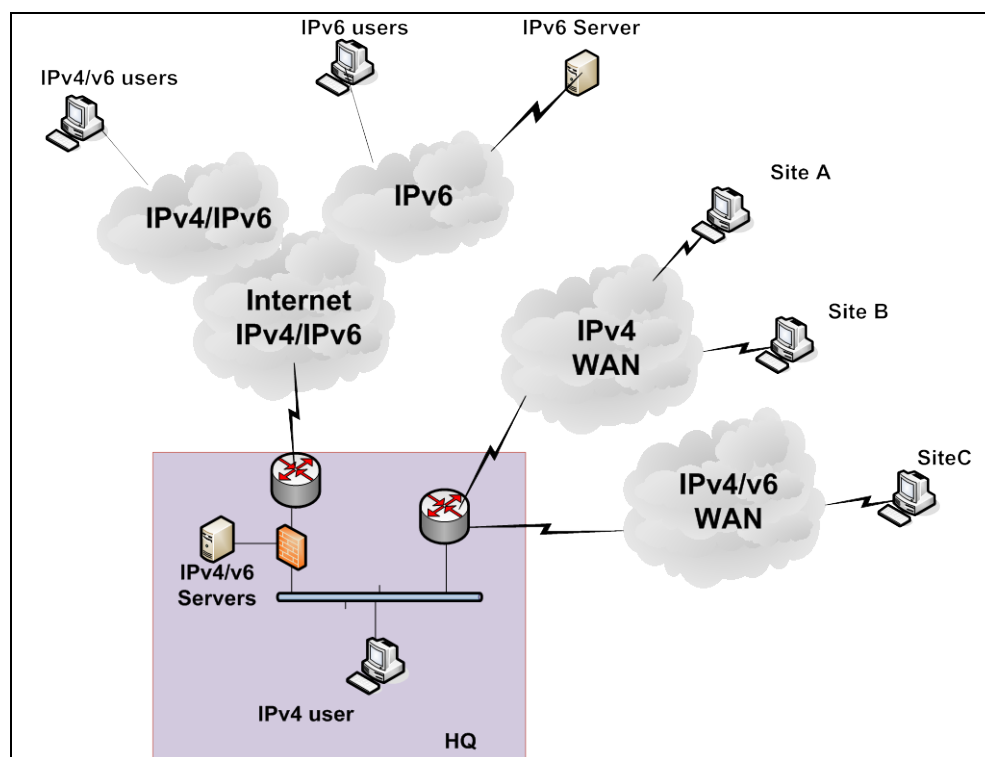 IPv6 users
IPv6 Server
IPv4/v6 users
IPv4/IPv6
IPv6
Site A
Internet
IPv4/IPv6
IPv4
WAN
Site B
SiteC
IPv4/v6
WAN
IPv4/v6
Servers
IPv4 user
HQ